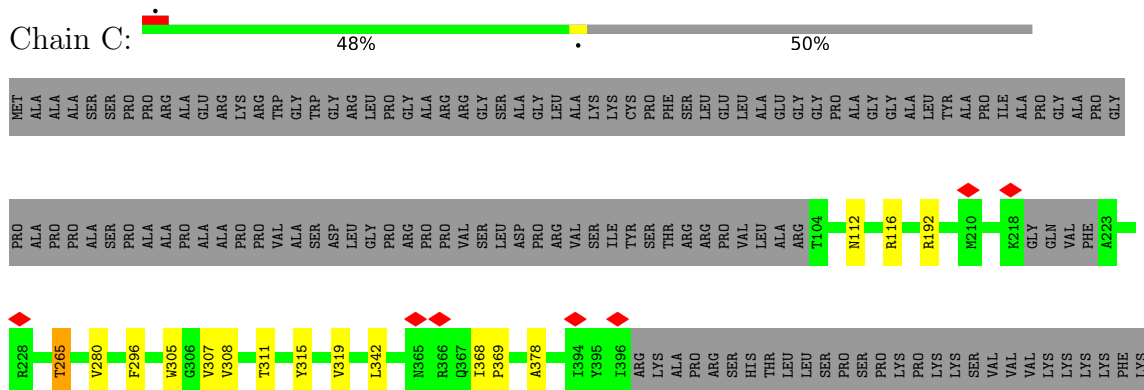 Chain C: 48% • 50%
MET ALA ALA ALA SER SER PRO PRO ARG ALA GLU ARG LYS ARG TRP GLY TRP GLY ARG LEU PRO GLY ALA ARG ARG GLY SER ALA GLY LEU ALA LYS LYS CYS PRO PHE SER LEU GLU LEU ALA GLU GLY GLY PRO ALA GLY GLY ALA LEU TYR ALA PRO ILE ALA PRO GLY ALA PRO GLY
PRO ALA PRO PRO ALA SER PRO ALA ALA PRO ALA ALA PRO PRO VAL ALA SER ASP LEU GLY PRO ARG PRO PRO VAL SER LEU ASP PRO ARG VAL SER ILE TYR SER THR ARG ARG PRO VAL LEU ALA ARG T104 N112 R116 R192 M210 K218 GLY GLN VAL PHE A223
R228 T265 V280 F296 W305 G306 V307 V308 T311 Y315 V319 L342 N365 R366 Q367 I368 P369 A378 I394 Y395 I396 ARG LYS ALA PRO ARG SER HIS THR LEU LEU SER PRO SER PRO LYS PRO LYS LYS SER VAL VAL VAL LYS LYS LYS LYS PHE LYS